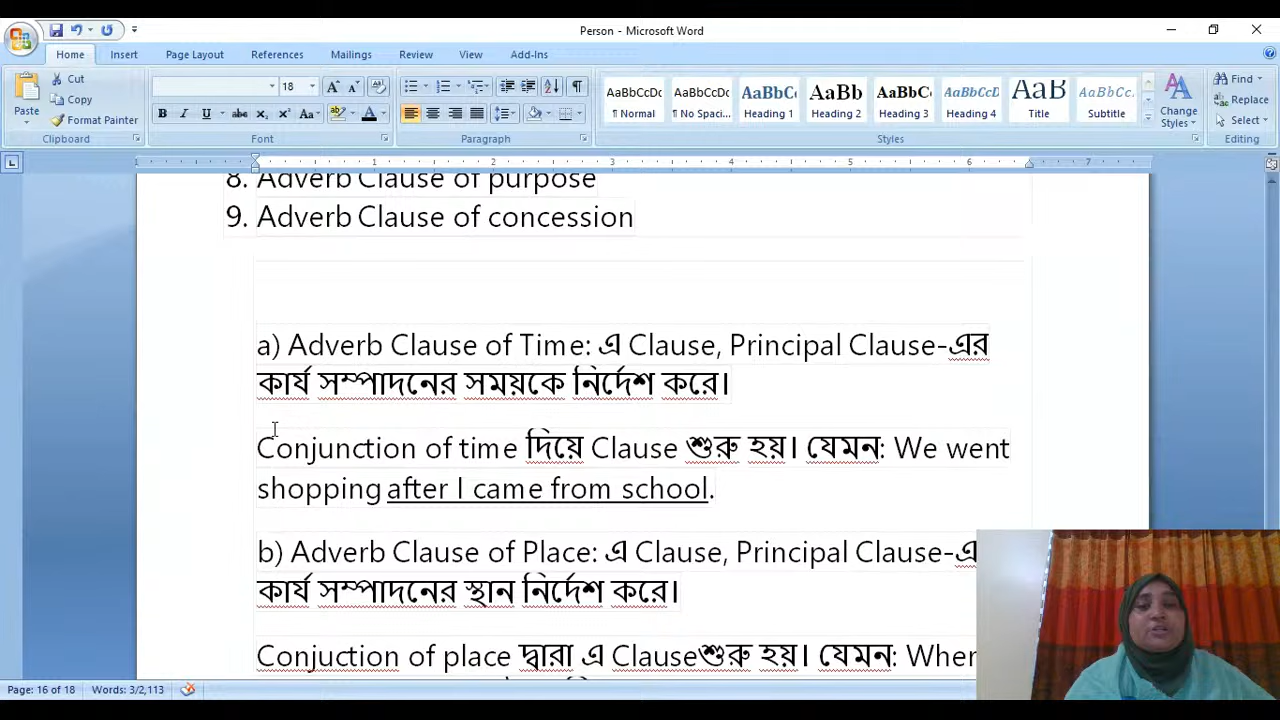 Person - Microsoft Word
Home Insert Page Layout References Mailings Review View Add-Ins
Cut
Copy
Format Painter
Paste
18
AaBbCcDc AaBbCcDc AaBbC AaBb AaBbC AaBbCcD AaB AaBbCcD
¶ Normal ¶ No Spaci... Heading 1 Heading 2 Heading 3 Heading 4 Title Subtitle
Change Styles
Find
Replace
Select
Clipboard Font Paragraph Styles Editing
8. Adverb Clause of purpose
9. Adverb Clause of concession
a) Adverb Clause of Time: এ Clause, Principal Clause-এর
কার্য সম্পাদনের সময়কে নির্দেশ করে।
Conjunction of time দিয়ে Clause শুরু হয়। যেমন: We went
shopping after I came from school.
b) Adverb Clause of Place: এ Clause, Principal Clause-এ
কার্য সম্পাদনের স্থান নির্দেশ করে।
Conjuction of place দ্বারা এ Clauseশুরু হয়। যেমন: Wher
Page: 16 of 18 Words: 3/2,113